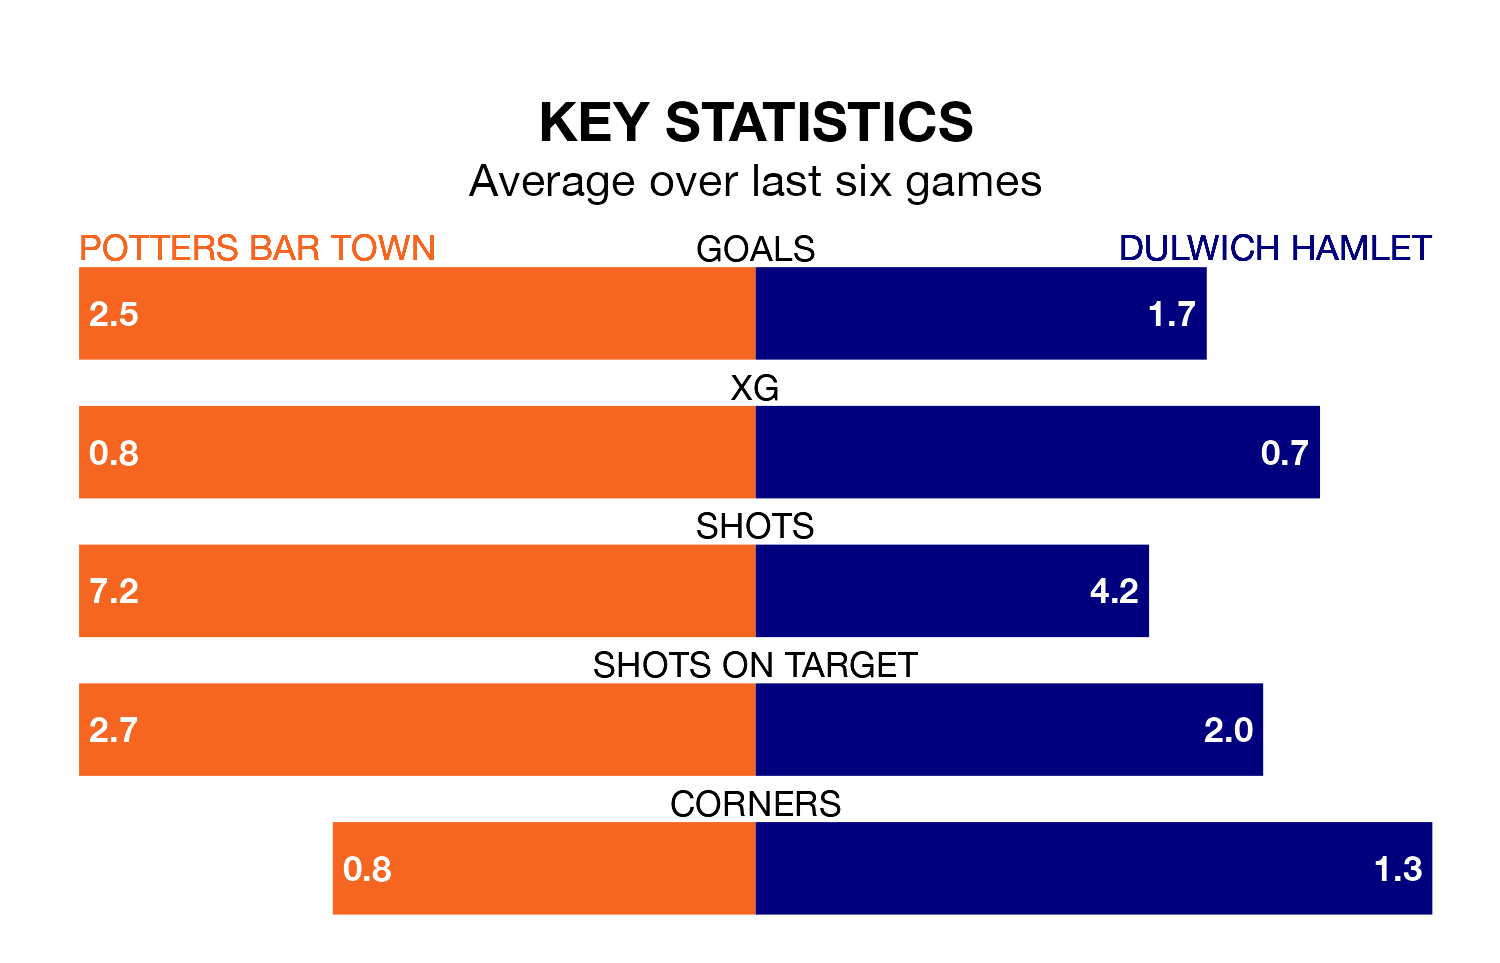 KEY STATISTICS
Average over last six games
POTTERS BAR TOWN GOALS DULWICH HAMLET
2.5 1.7
XG
0.8 0.7
SHOTS
7.2 4.2
SHOTS ON TARGET
2.7 2.0
CORNERS
0.8 1.3